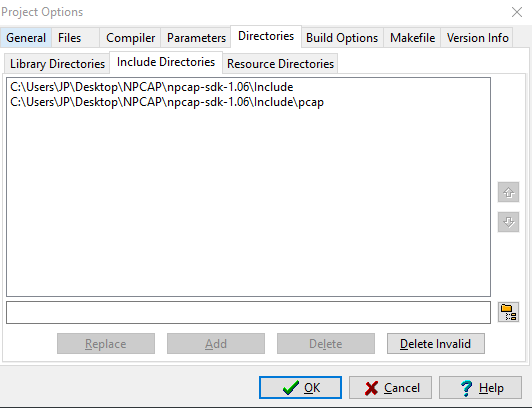 Project Options
General Files Compiler Parameters Directories Build Options Makefile Version Info
Library Directories Include Directories Resource Directories
C:\Users\JP\Desktop\NPCAP\npcap-sdk-1.06\Include
C:\Users\JP\Desktop\NPCAP\npcap-sdk-1.06\Include\pcap
Replace Add Delete Delete Invalid
OK Cancel Help